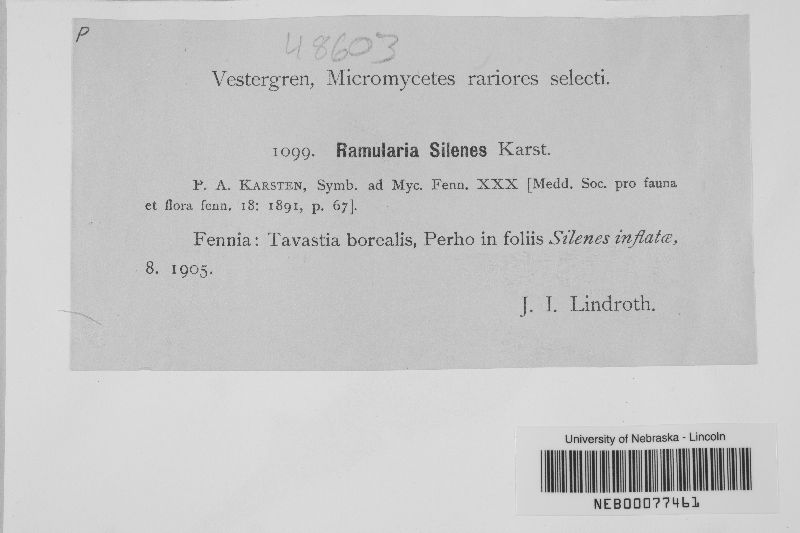 P
48603
Vestergren, Micromycetes rariores selecti.
1099. Ramularia Silenes Karst.
P. A. KARSTEN, Symb. ad Myc. Fenn. XXX [Medd. Soc. pro fauna
et flora fenn. 18: 1891, p. 67].
Fennia: Tavastia borealis, Perho in foliis Silenes inflatæ,
8. 1905.
J. I. Lindroth.
University of Nebraska - Lincoln
NEB00077461